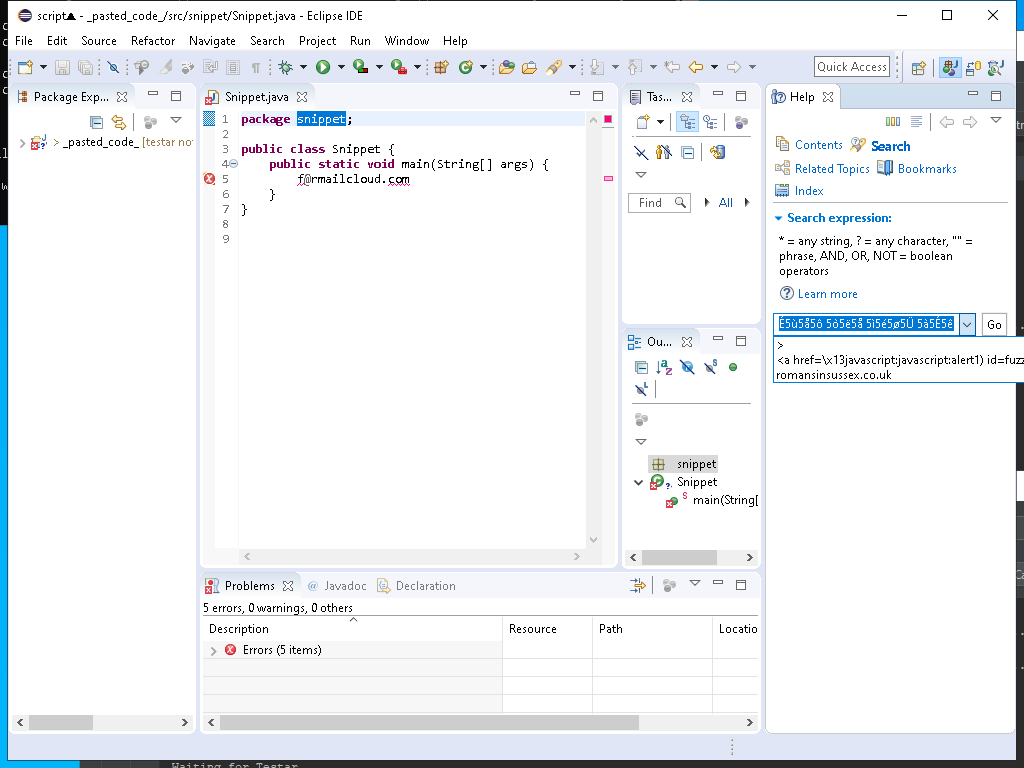 script▲ - _pasted_code_/src/snippet/Snippet.java - Eclipse IDE
File Edit Source Refactor Navigate Search Project Run Window Help
Quick Access
Package Exp...
> _pasted_code_ [testar no
Snippet.java
1 package snippet;
2
3 public class Snippet {
4 public static void main(String[] args) {
5 f@rmailcloud.com
6 }
7 }
8
9
Tas...
Find
All
Ou...
snippet
Snippet
main(String[
Help
Contents Search
Related Topics Bookmarks
Index
Search expression:
* = any string, ? = any character, "" =
phrase, AND, OR, NOT = boolean
operators
Learn more
Go
>
<a href=\x13javascript:javascript:alert1) id=fuzz
romansinsussex.co.uk
Problems @ Javadoc Declaration
5 errors, 0 warnings, 0 others
Description Resource Path Locatio
Errors (5 items)
Waiting for Testar